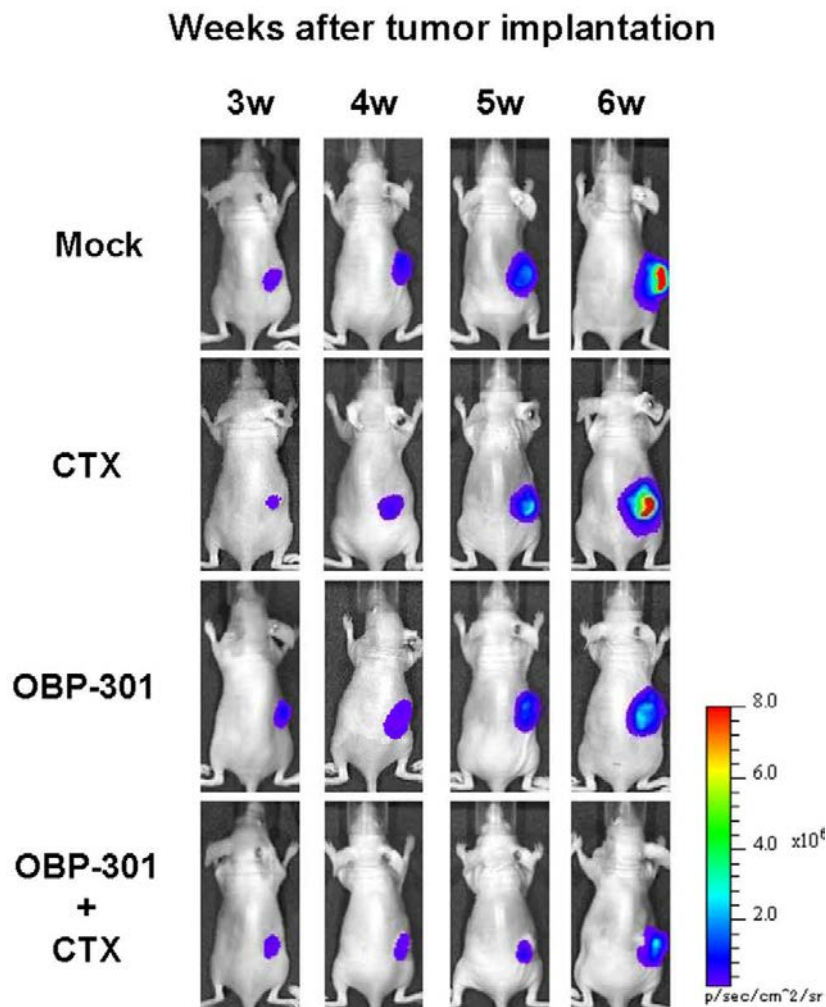 Weeks after tumor implantation
3w 4w 5w 6w
Mock
CTX
OBP-301
8.0
6.0
4.0 x10^6
2.0
OBP-301
+
CTX
p/sec/cm^2/sr